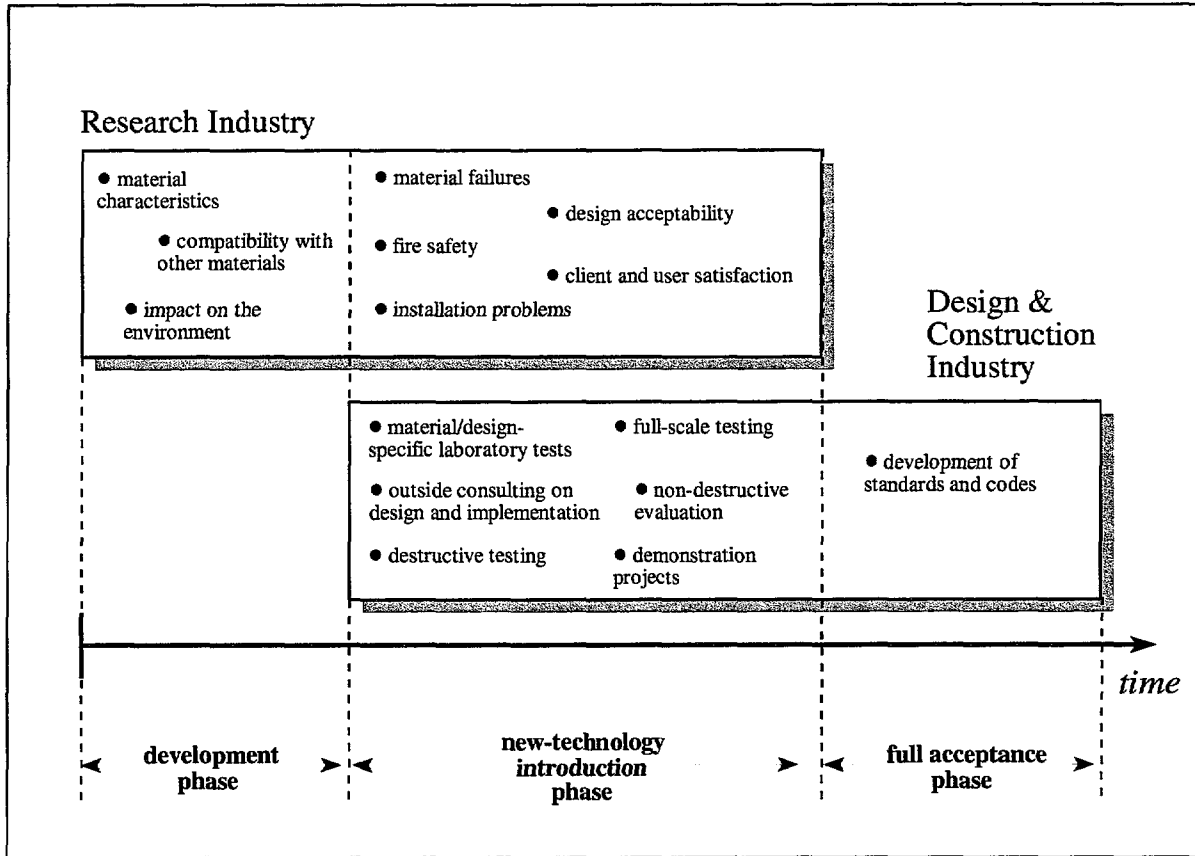 Research Industry
● material
characteristics
● compatibility with
other materials
● impact on the
environment
● material failures
● design acceptability
● fire safety
● client and user satisfaction
● installation problems
Design &
Construction
Industry
● material/design-
specific laboratory tests
● outside consulting on
design and implementation
● destructive testing
● full-scale testing
● non-destructive
evaluation
● demonstration
projects
● development of
standards and codes
time
development
phase
new-technology
introduction
phase
full acceptance
phase